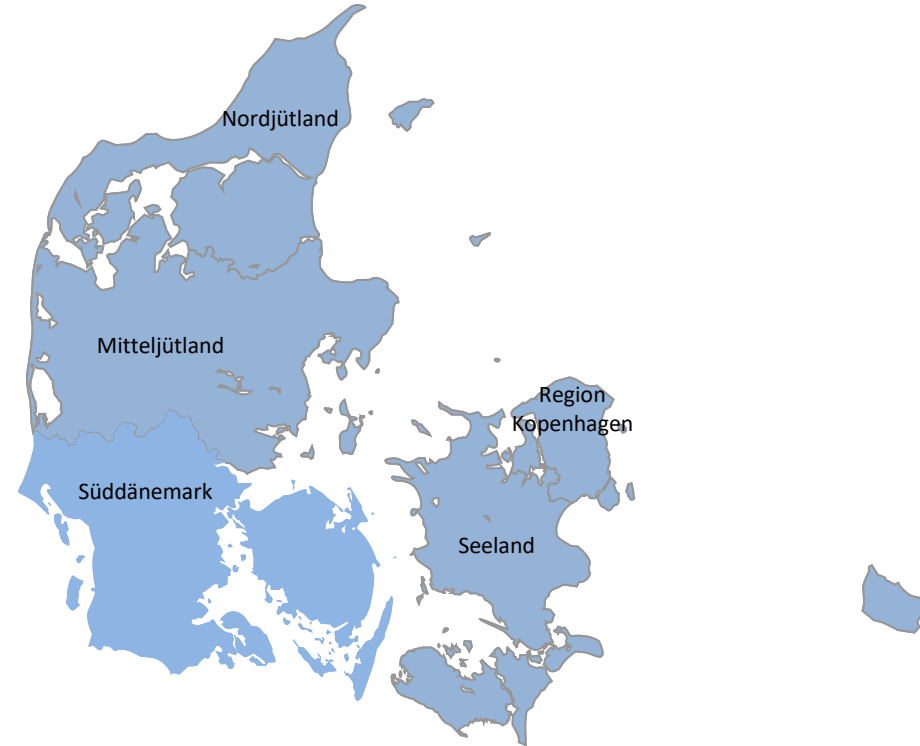 Nordjütland
Mitteljütland
Region
Kopenhagen
Süddänemark
Seeland